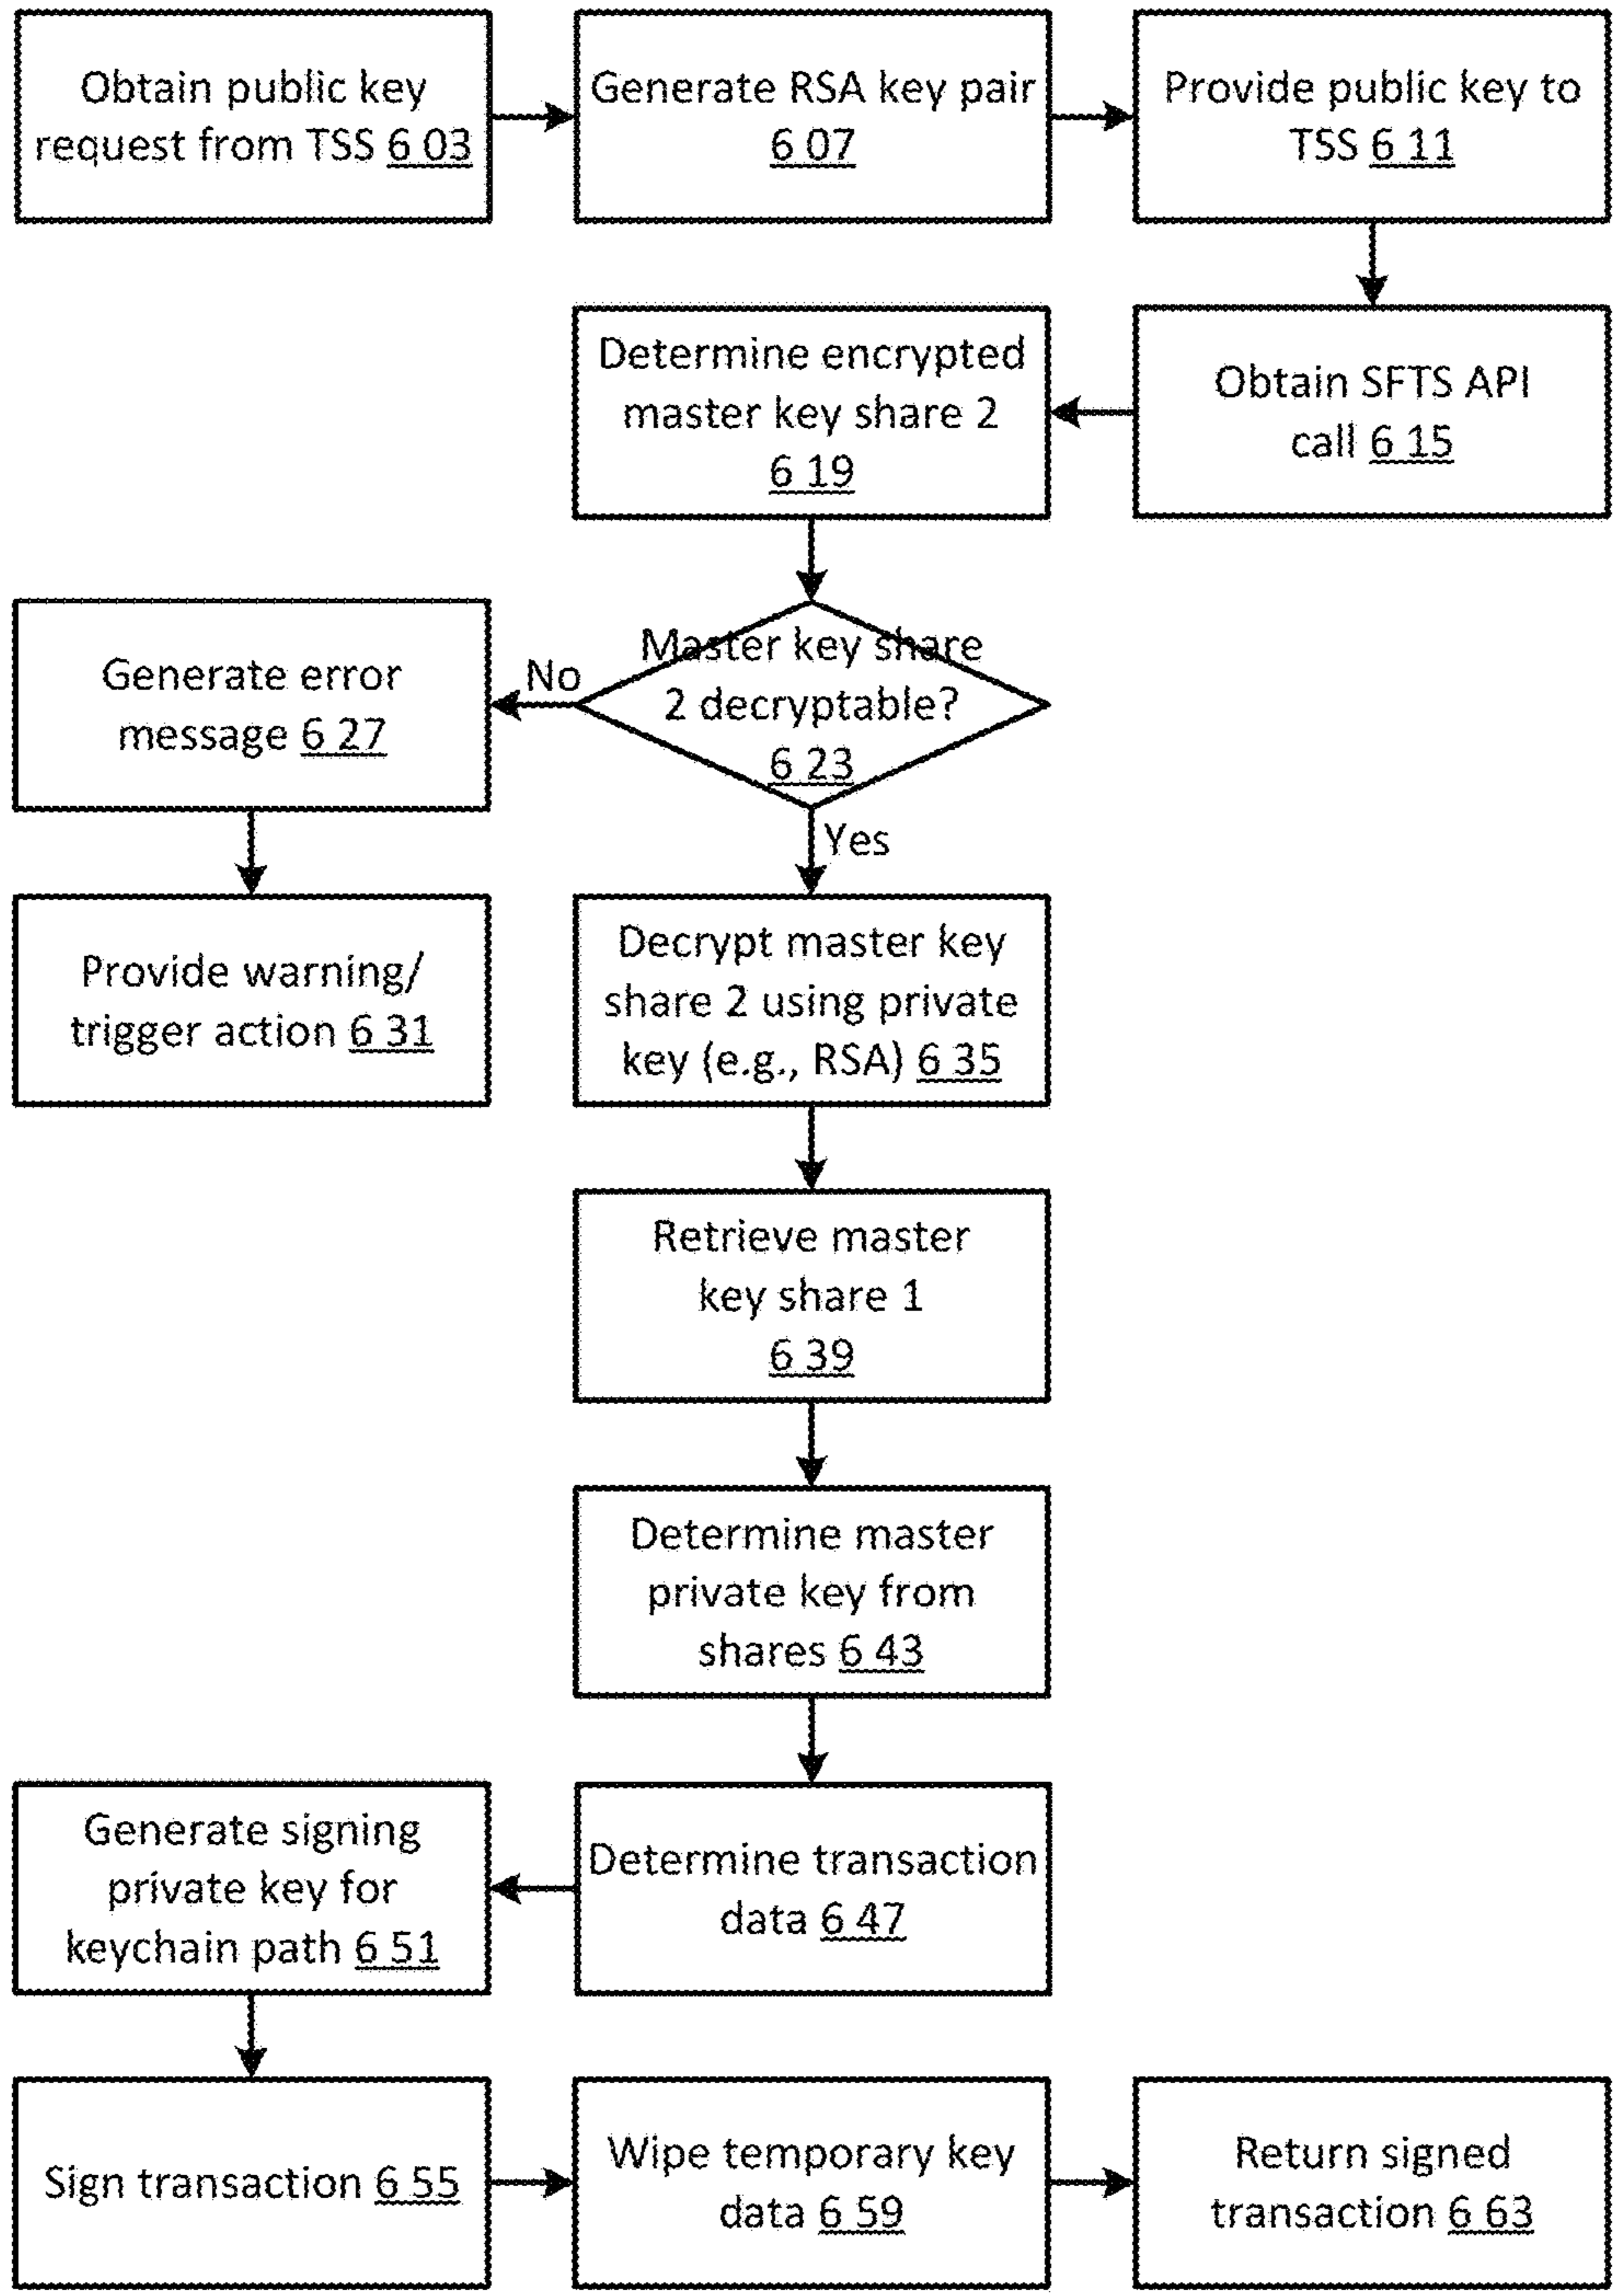 Obtain public key
request from TSS 6 03
Generate RSA key pair
6 07
Provide public key to
TSS 6 11
Obtain SFTS API
call 6 15
Determine encrypted
master key share 2
6 19
Master key share
2 decryptable?
6 23
No
Generate error
message 6 27
Provide warning/
trigger action 6 31
Yes
Decrypt master key
share 2 using private
key (e.g., RSA) 6 35
Retrieve master
key share 1
6 39
Determine master
private key from
shares 6 43
Determine transaction
data 6 47
Generate signing
private key for
keychain path 6 51
Sign transaction 6 55
Wipe temporary key
data 6 59
Return signed
transaction 6 63